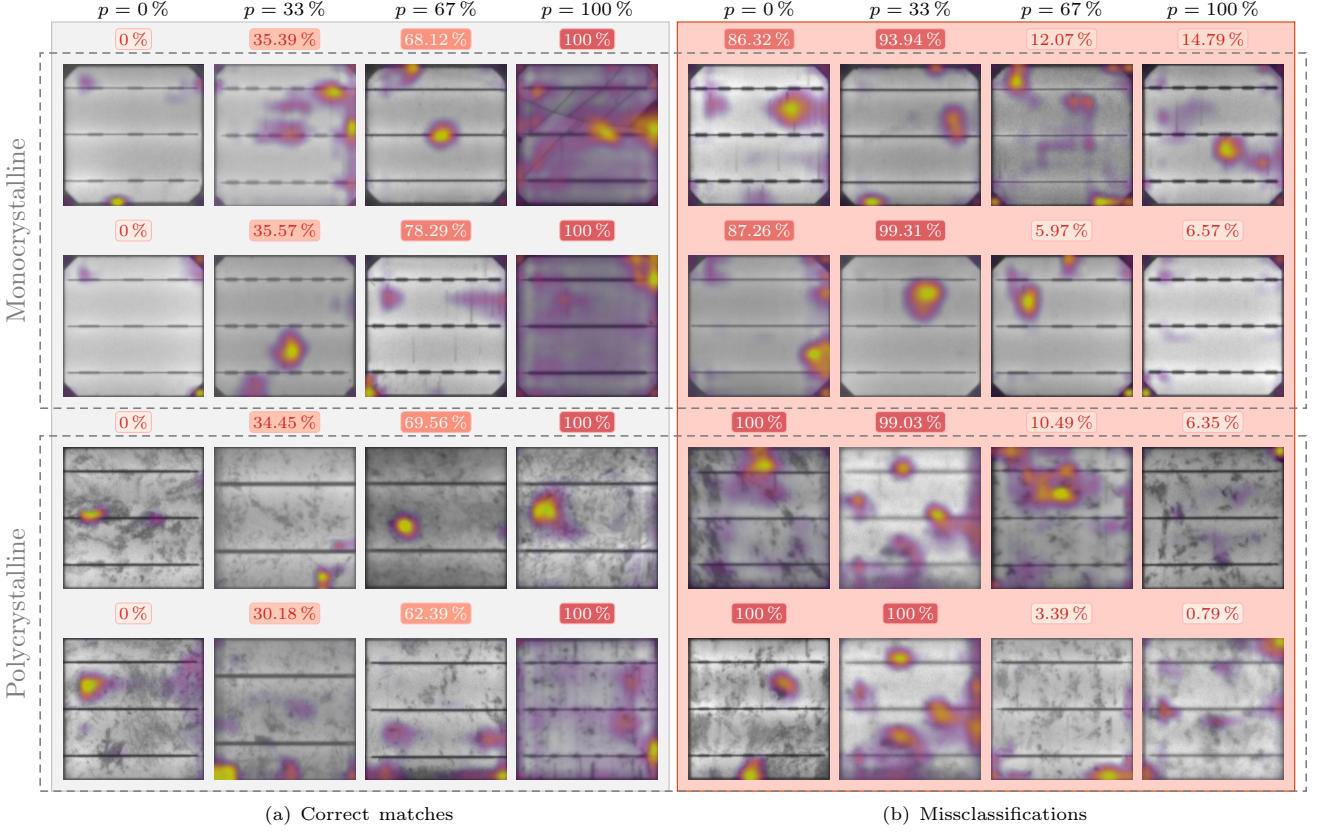 p = 0 % p = 33 % p = 67 % p = 100 % p = 0 % p = 33 % p = 67 % p = 100 %
0 % 35.39 % 68.12 % 100 % 86.32 % 93.94 % 12.07 % 14.79 %
Monocrystalline
0 % 35.57 % 78.29 % 100 % 87.26 % 99.31 % 5.97 % 6.57 %
0 % 34.45 % 69.56 % 100 % 100 % 99.03 % 10.49 % 6.35 %
Polycrystalline
0 % 30.18 % 62.39 % 100 % 100 % 100 % 3.39 % 0.79 %
(a) Correct matches (b) Missclassifications